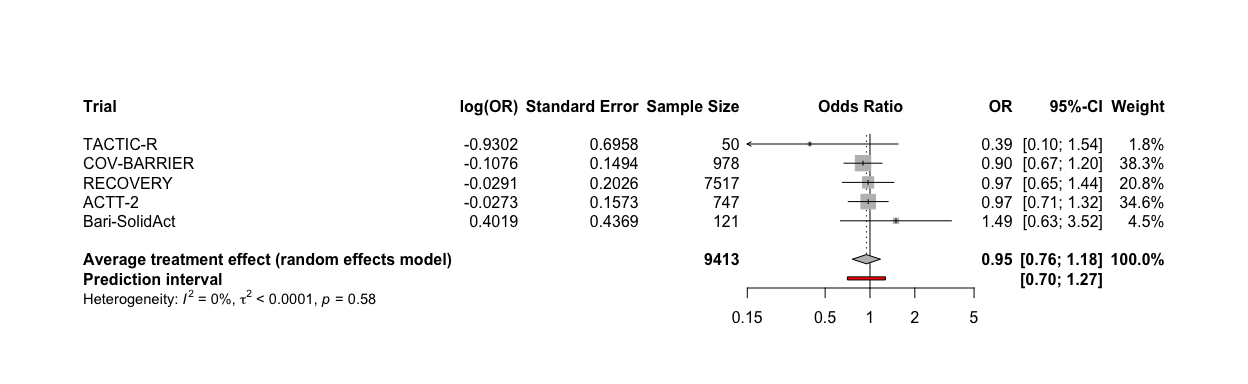 Trial log(OR) Standard Error Sample Size Odds Ratio OR 95%-CI Weight
TACTIC-R -0.9302 0.6958 50 0.39 [0.10; 1.54] 1.8%
COV-BARRIER -0.1076 0.1494 978 0.90 [0.67; 1.20] 38.3%
RECOVERY -0.0291 0.2026 7517 0.97 [0.65; 1.44] 20.8%
ACTT-2 -0.0273 0.1573 747 0.97 [0.71; 1.32] 34.6%
Bari-SolidAct 0.4019 0.4369 121 1.49 [0.63; 3.52] 4.5%
Average treatment effect (random effects model) 9413 0.95 [0.76; 1.18] 100.0%
Prediction interval [0.70; 1.27]
Heterogeneity: I² = 0%, τ² < 0.0001, p = 0.58
0.15 0.5 1 2 5